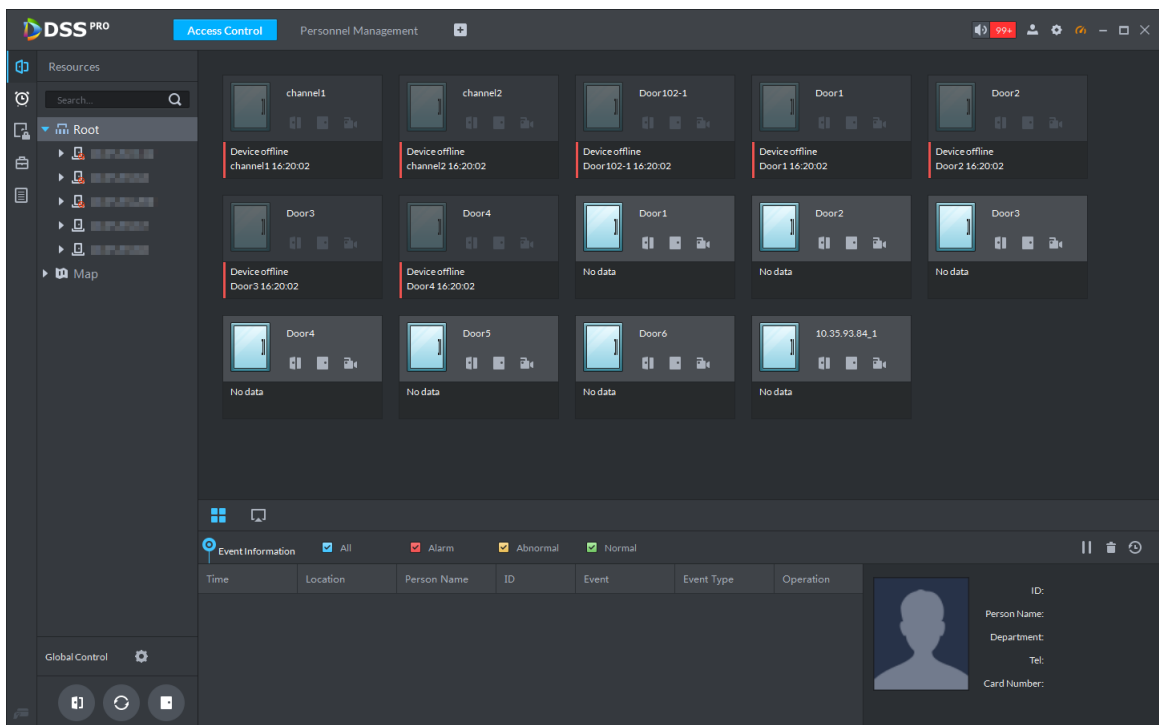 DSS PRO
Access Control
Personnel Management
99+
Resources
Search...
Root
Map
channel1
Device offline
channel1 16:20:02
channel2
Device offline
channel2 16:20:02
Door102-1
Device offline
Door102-1 16:20:02
Door1
Device offline
Door1 16:20:02
Door2
Device offline
Door2 16:20:02
Door3
Device offline
Door3 16:20:02
Door4
Device offline
Door4 16:20:02
Door1
No data
Door2
No data
Door3
No data
Door4
No data
Door5
No data
Door6
No data
10.35.93.84_1
No data
Event Information
All
Alarm
Abnormal
Normal
Time Location Person Name ID Event Event Type Operation
ID:
Person Name:
Department:
Tel:
Card Number:
Global Control